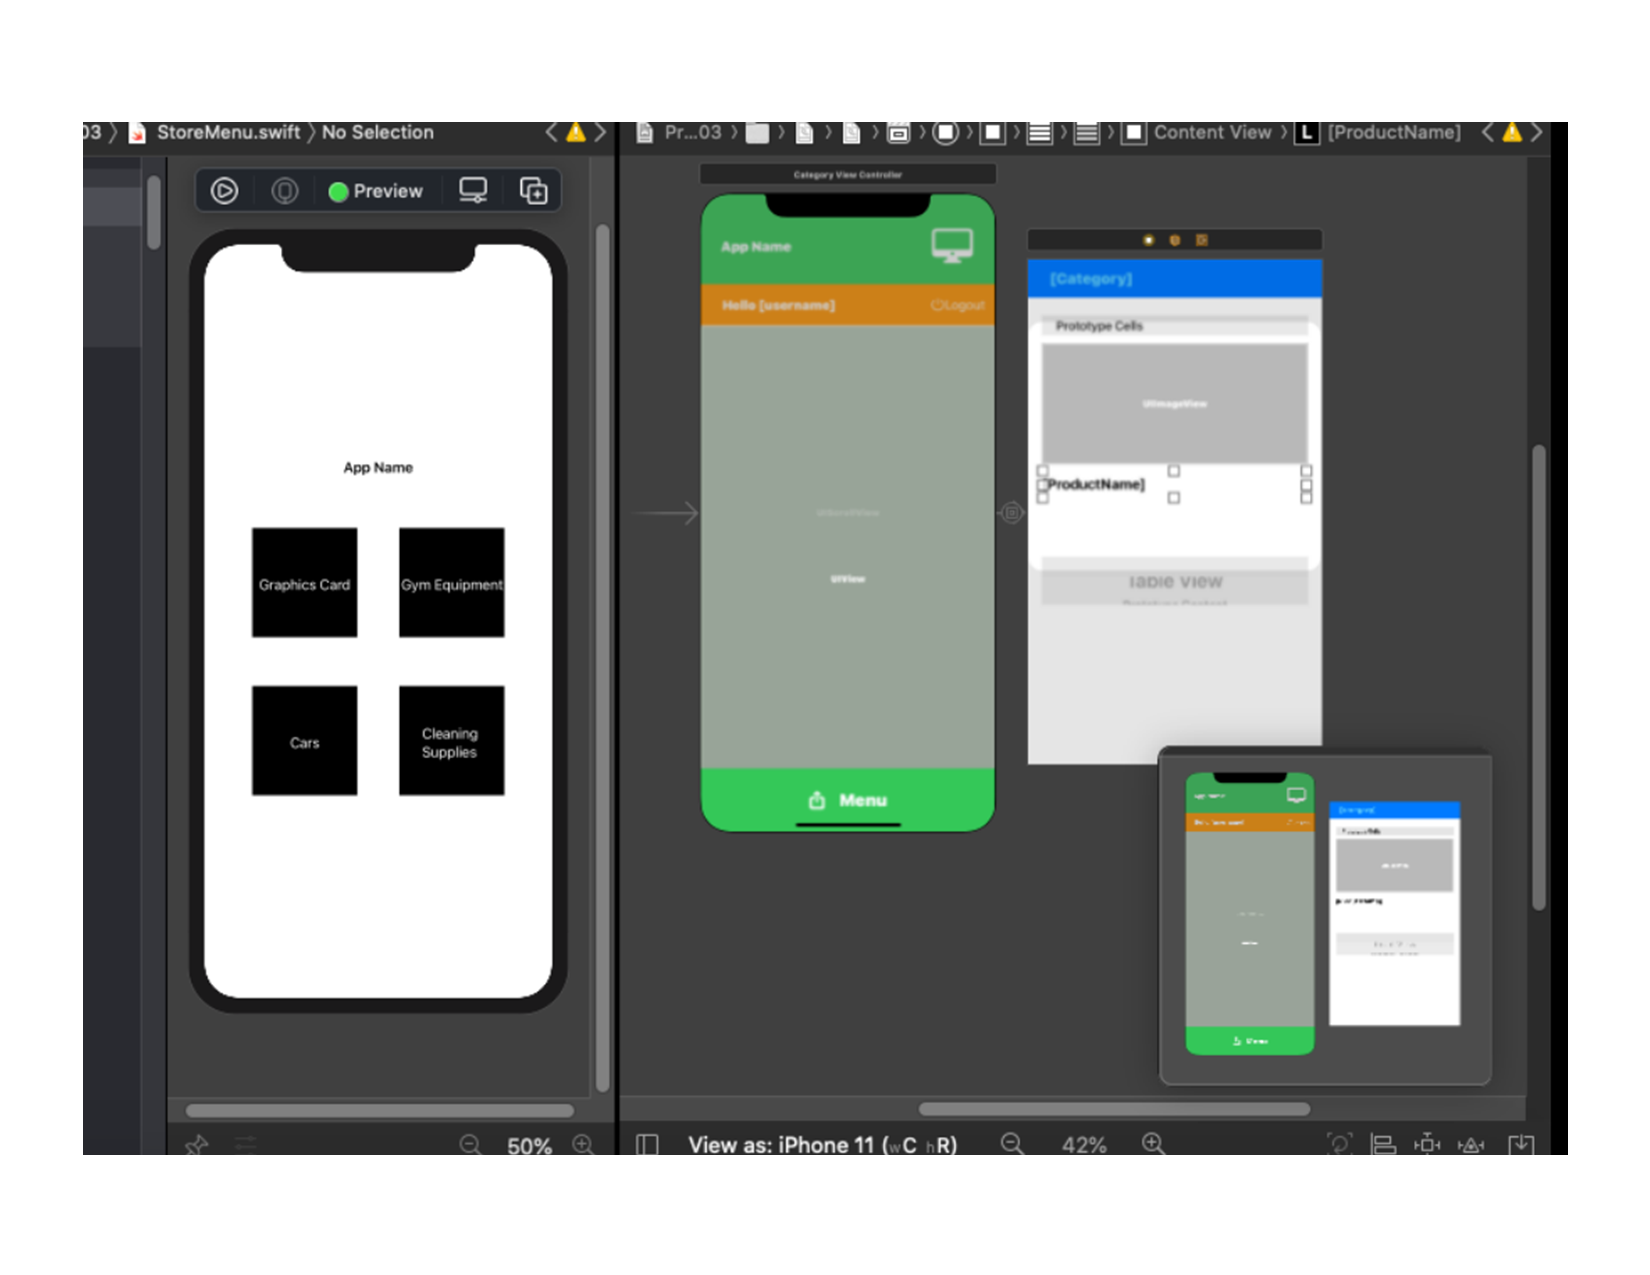 03 StoreMenu.swift No Selection
Preview
App Name
Graphics Card
Gym Equipment
Cars
Cleaning
Supplies
50%
Pr...03 Content View L [ProductName]
Category View Controller
App Name
Hello [username] Logout
UIScrollView
UIView
Menu
[Category]
Prototype Cells
UIImageView
ProductName]
Table View
Prototype Content
View as: iPhone 11 (wC hR)
42%